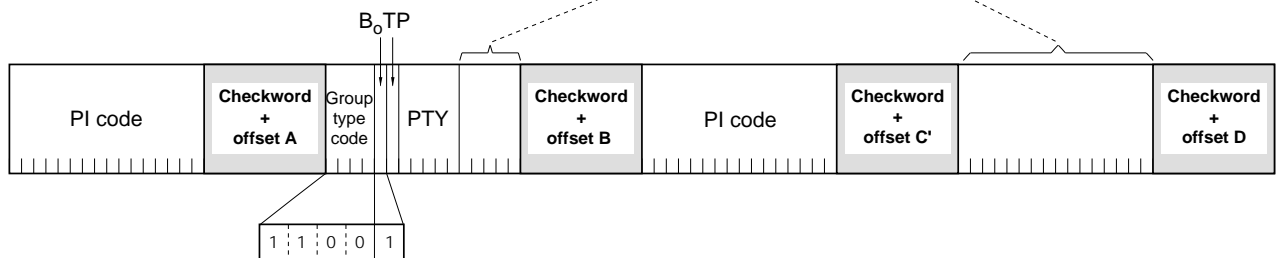 BoTP
PI code
Checkword
+
offset A
Group
type
code
PTY
Checkword
+
offset B
PI code
Checkword
+
offset C'
Checkword
+
offset D
1 1 0 0 1